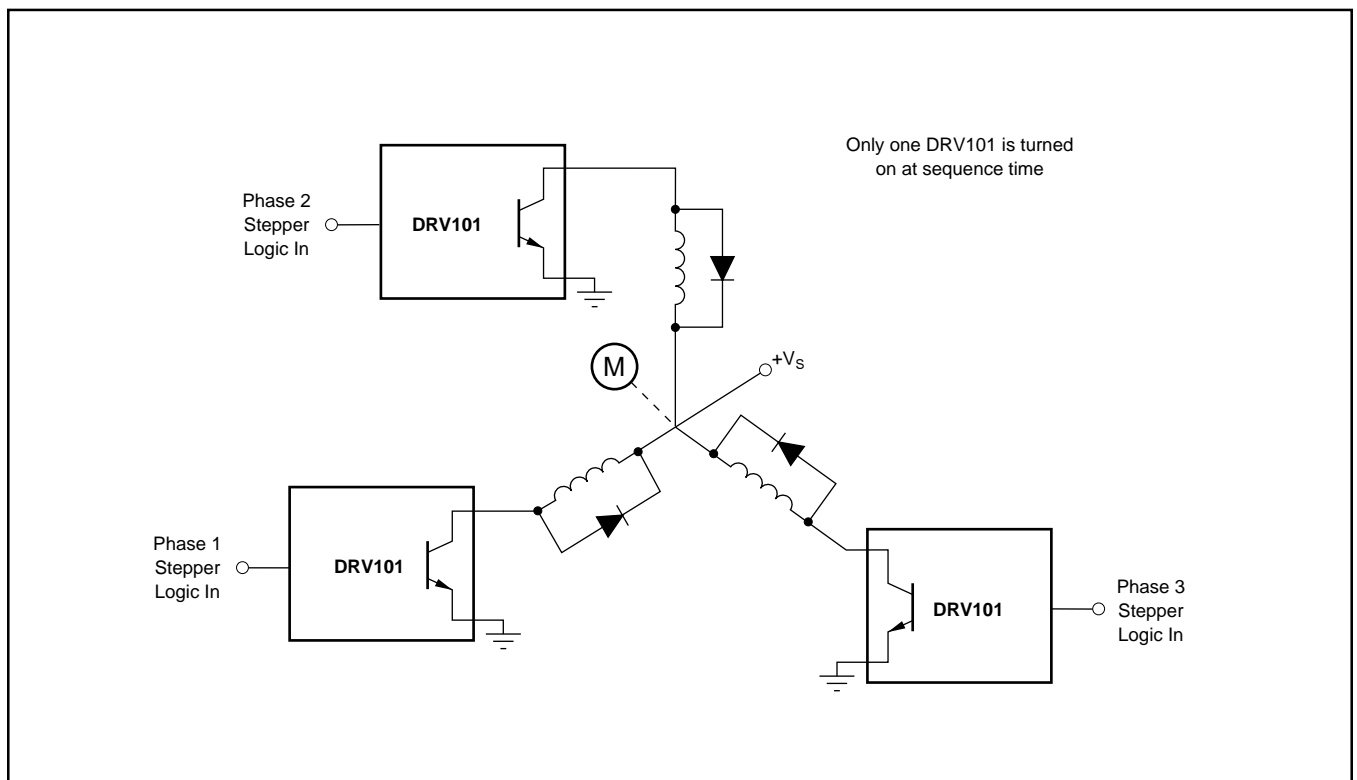 Only one DRV101 is turned
on at sequence time
Phase 2
Stepper
Logic In
DRV101
M
+VS
Phase 1
Stepper
Logic In
DRV101
DRV101
Phase 3
Stepper
Logic In